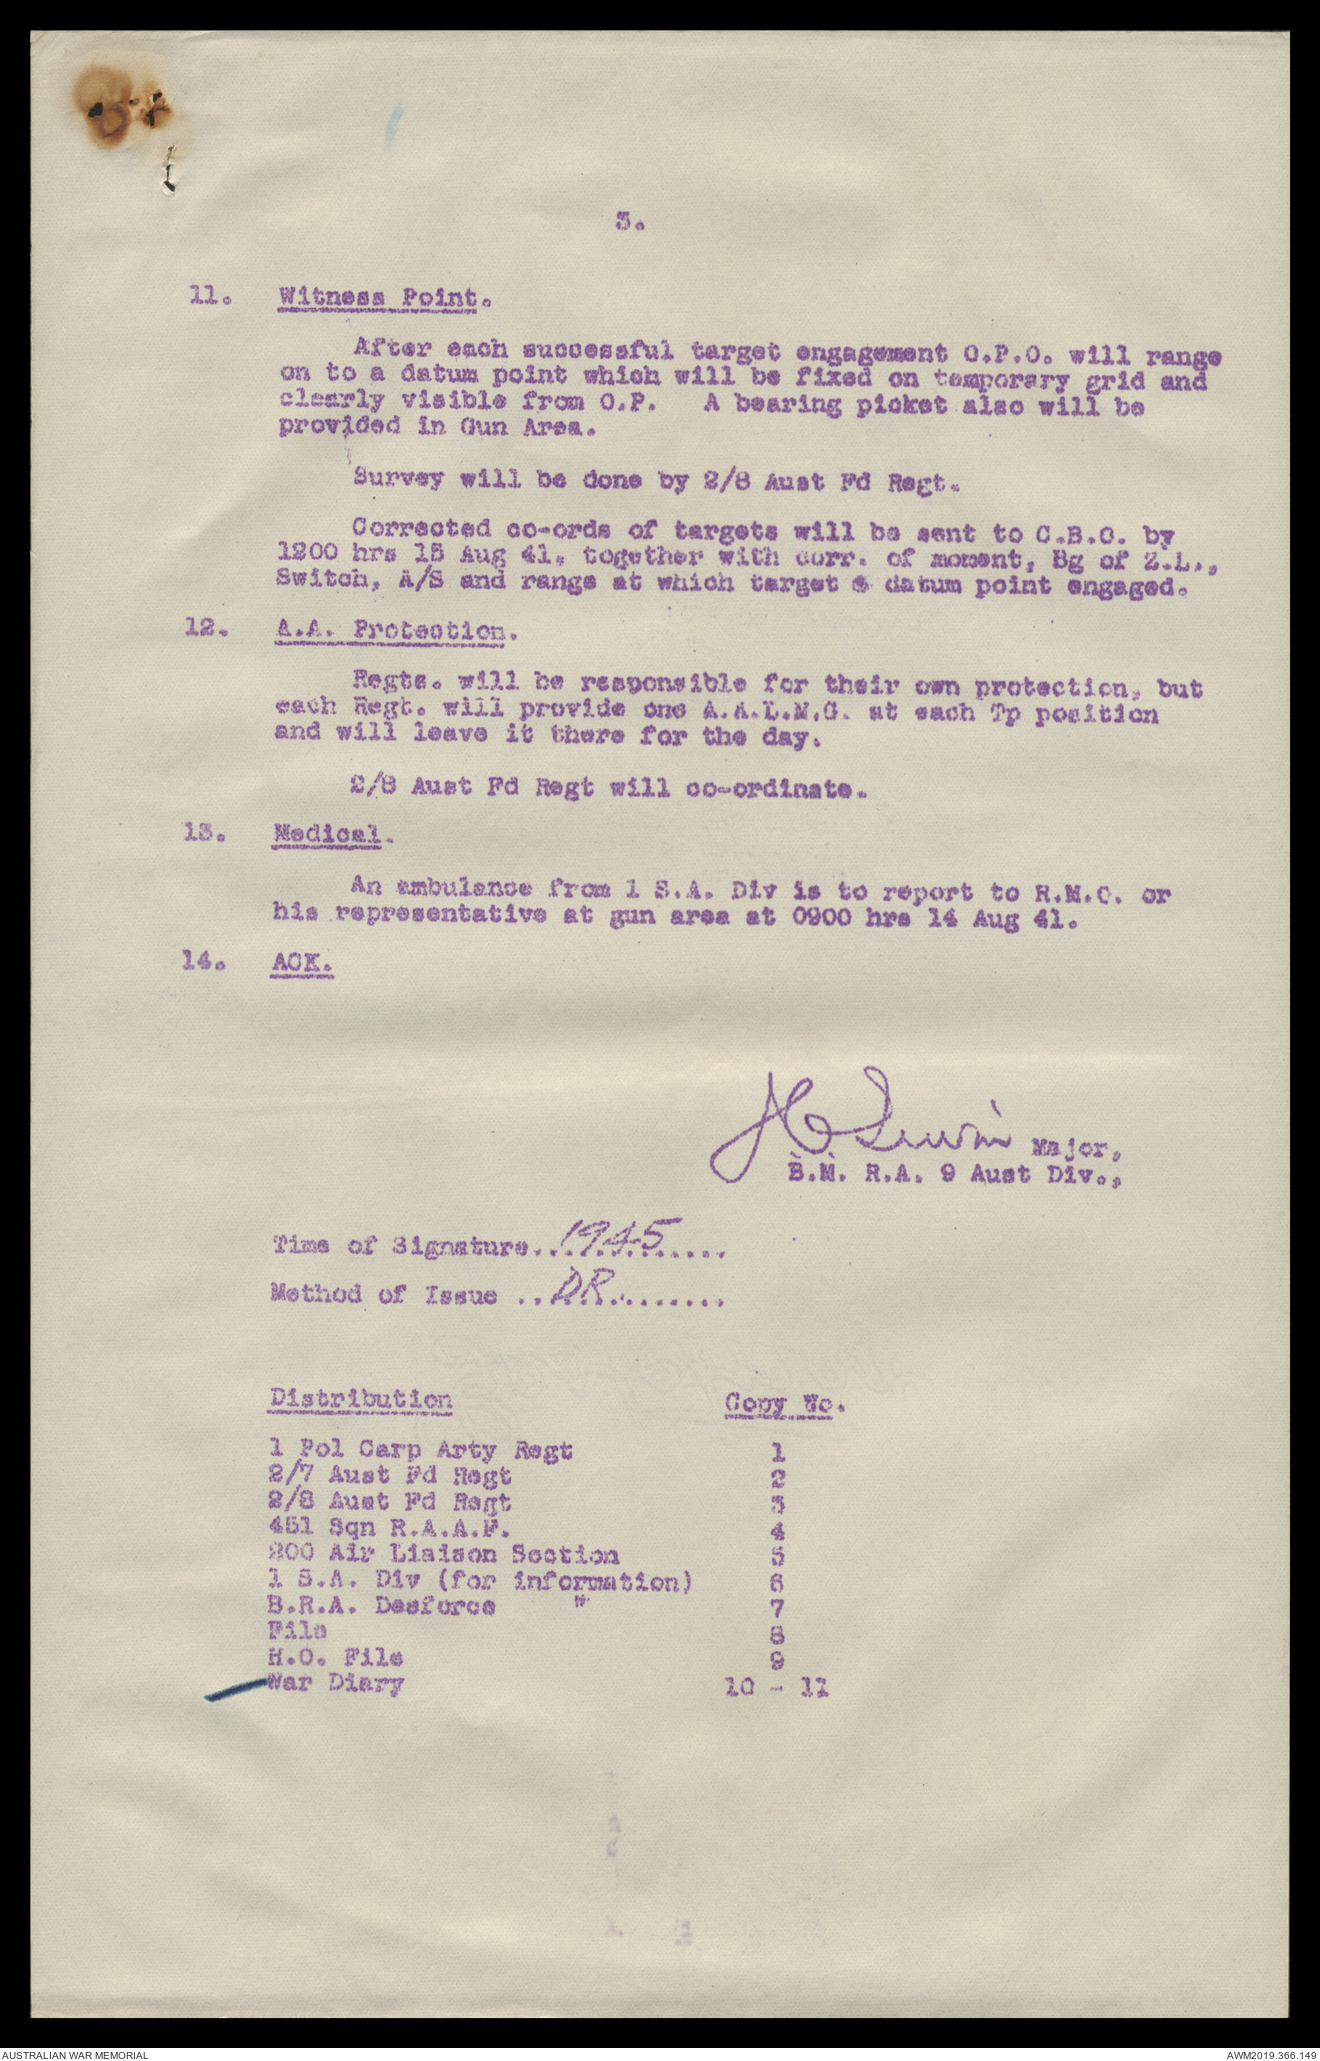 3.
11. Witness Point.
After each successful target engagement O.P.O. will range
on to a datum point which will be fixed on temporary grid and
clearly visible from O.P. A bearing picket also will be
provided in Gun Area.
Survey will be done by 2/8 Aust Fd Regt.
Corrected co-ords of targets will be sent to C.B.O. by
1200 hrs 15 Aug 41, together with corr. of moment, Bg of Z.L.,
Switch, A/S and range at which target & datum point engaged.
12. A.A. Protection.
Regts. will be responsible for their own protection, but
each Regt. will provide one A.A.L.M.G. at each Tp position
and will leave it there for the day.
2/8 Aust Fd Regt will co-ordinate.
13. Medical.
An ambulance from 1 S.A. Div is to report to R.M.O. or
his representative at gun area at 0900 hrs 14 Aug 41.
14. ACK.
Major,
B.M. R.A. 9 Aust Div.,
Time of Signature..1945......
Method of Issue ..DR.........
Distribution Copy No.
1 Pol Carp Arty Regt 1
2/7 Aust Fd Regt 2
2/8 Aust Fd Regt 3
451 Sqn R.A.A.F. 4
200 Air Liaison Section 5
1 S.A. Div (for information) 6
B.R.A. Desforce " 7
File 8
H.O. File 9
War Diary 10 - 11
AUSTRALIAN WAR MEMORIAL
AWM2019.366.149